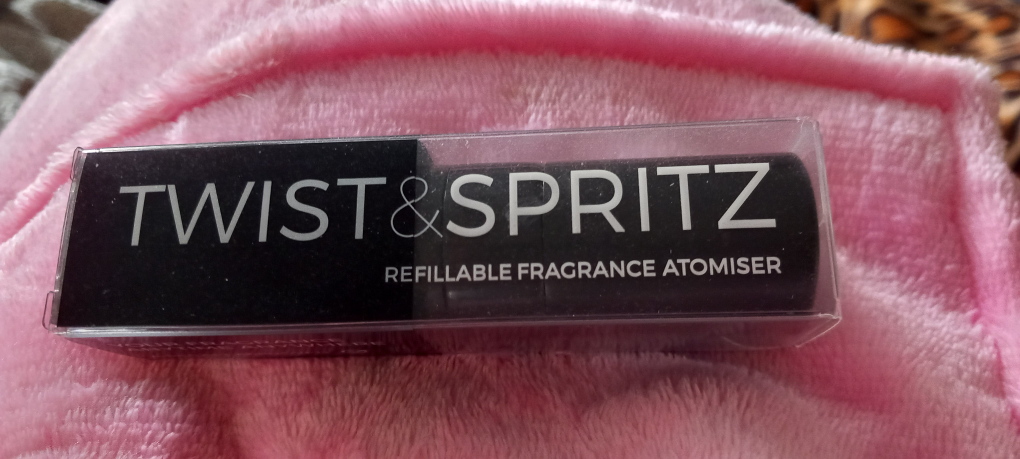 TWIST&SPRITZ
REFILLABLE FRAGRANCE ATOMISER